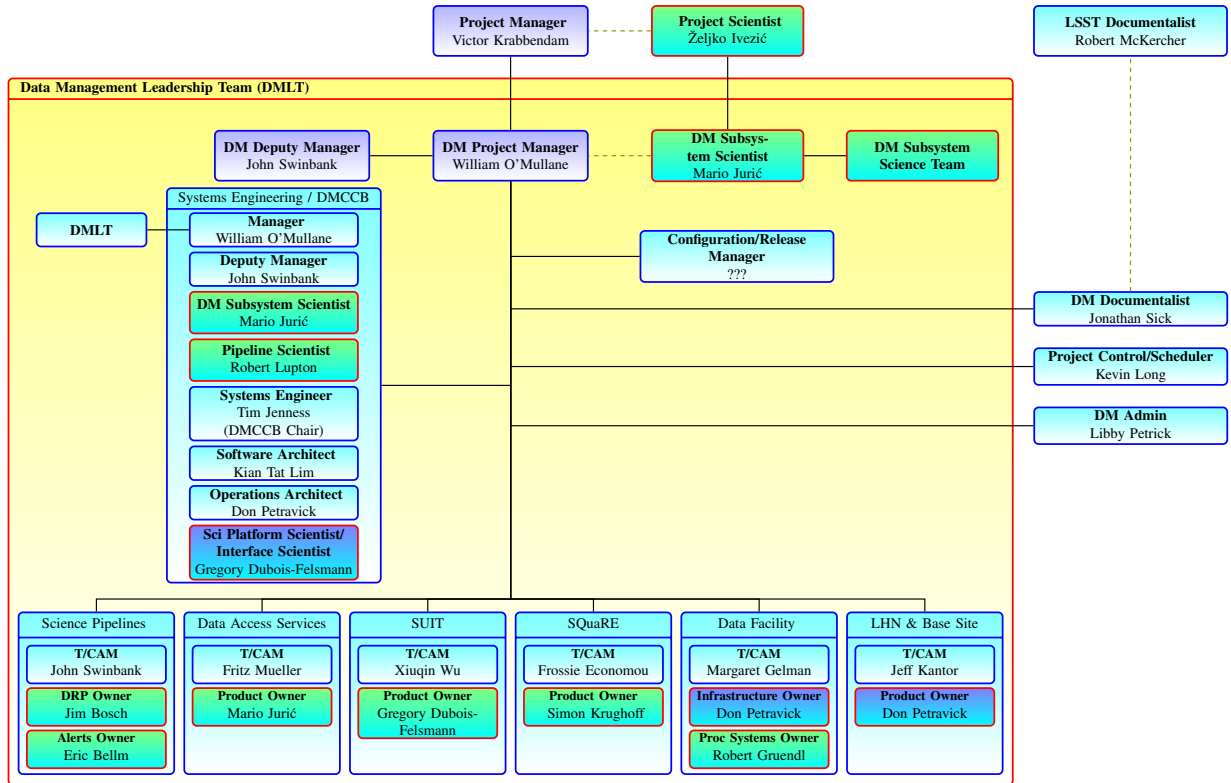 Project Manager
Victor Krabbendam
Project Scientist
Željko Ivezić
LSST Documentalist
Robert McKercher
Data Management Leadership Team (DMLT)
DM Deputy Manager
John Swinbank
DM Project Manager
William O’Mullane
DM Subsys-
tem Scientist
Mario Jurić
DM Subsystem
Science Team
Systems Engineering / DMCCB
DMLT
Manager
William O’Mullane
Deputy Manager
John Swinbank
DM Subsystem Scientist
Mario Jurić
Pipeline Scientist
Robert Lupton
Systems Engineer
Tim Jenness
(DMCCB Chair)
Software Architect
Kian Tat Lim
Operations Architect
Don Petravick
Sci Platform Scientist/
Interface Scientist
Gregory Dubois-Felsmann
Configuration/Release
Manager
???
DM Documentalist
Jonathan Sick
Project Control/Scheduler
Kevin Long
DM Admin
Libby Petrick
Science Pipelines
T/CAM
John Swinbank
DRP Owner
Jim Bosch
Alerts Owner
Eric Bellm
Data Access Services
T/CAM
Fritz Mueller
Product Owner
Mario Jurić
SUIT
T/CAM
Xiuqin Wu
Product Owner
Gregory Dubois-
Felsmann
SQuaRE
T/CAM
Frossie Economou
Product Owner
Simon Krughoff
Data Facility
T/CAM
Margaret Gelman
Infrastructure Owner
Don Petravick
Proc Systems Owner
Robert Gruendl
LHN & Base Site
T/CAM
Jeff Kantor
Product Owner
Don Petravick